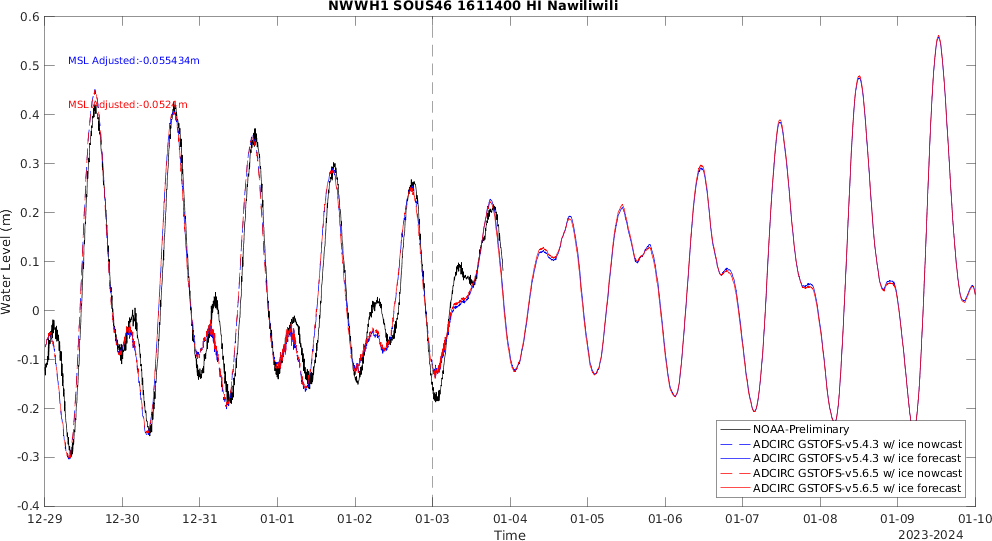 NWWH1 SOUS46 1611400 HI Nawiliwili
0.6
0.5
0.4
0.3
0.2
0.1
0
-0.1
-0.2
-0.3
-0.4
Water Level (m)
MSL Adjusted:-0.055434m
MSL Adjusted:-0.0521m
NOAA-Preliminary
ADCIRC GSTOFS-v5.4.3 w/ ice nowcast
ADCIRC GSTOFS-v5.4.3 w/ ice forecast
ADCIRC GSTOFS-v5.6.5 w/ ice nowcast
ADCIRC GSTOFS-v5.6.5 w/ ice forecast
12-29 12-30 12-31 01-01 01-02 01-03 01-04 01-05 01-06 01-07 01-08 01-09 01-10
Time
2023-2024